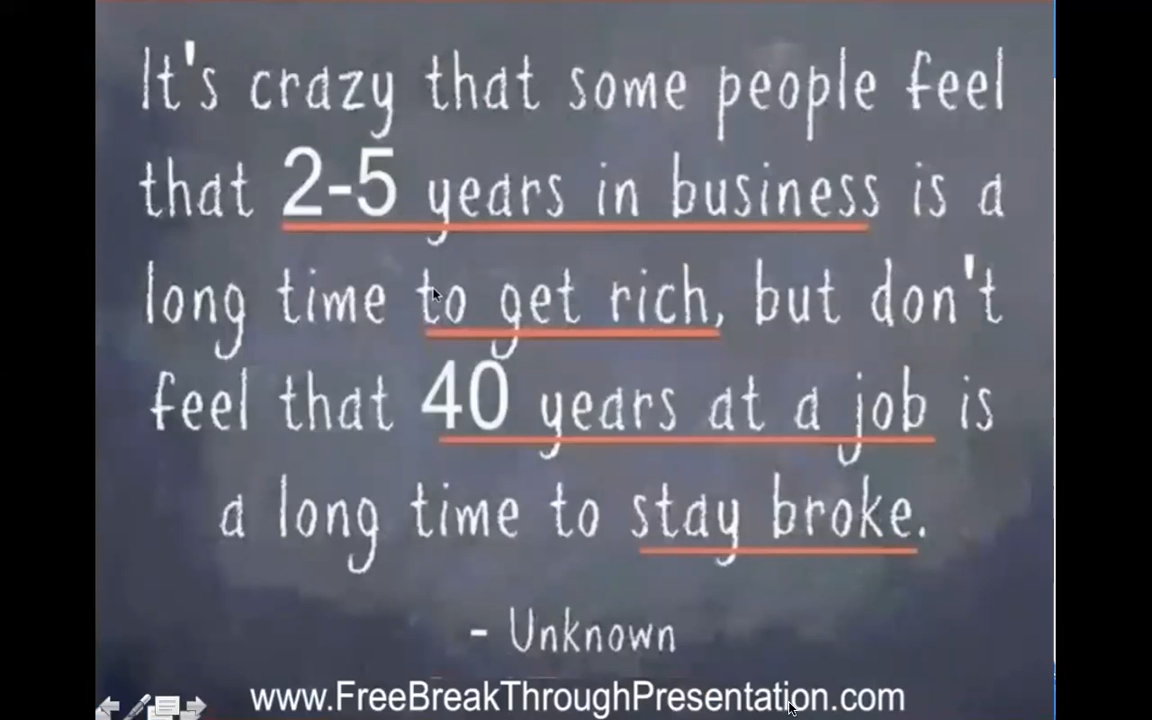 It's crazy that some people feel
that 2-5 years in business is a
long time to get rich, but don't
feel that 40 years at a job is
a long time to stay broke.
- Unknown
www.FreeBreakThroughPresentation.com